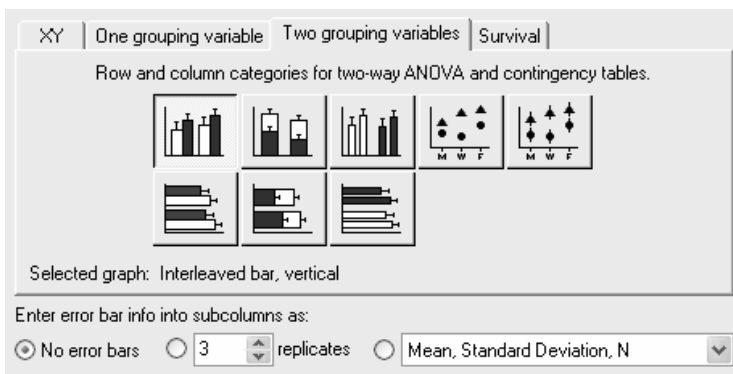 XY One grouping variable Two grouping variables Survival
Row and column categories for two-way ANOVA and contingency tables.
M W F M W F
Selected graph: Interleaved bar, vertical
Enter error bar info into subcolumns as:
No error bars 3 replicates Mean, Standard Deviation, N